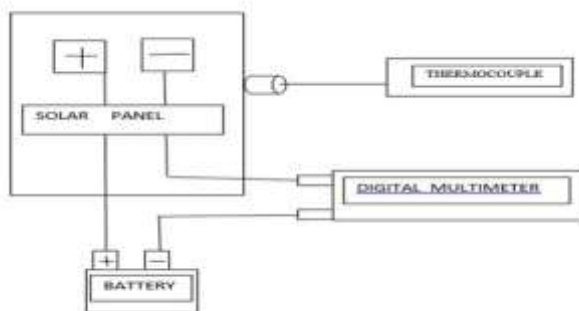 + —
THERMOCOUPLE
SOLAR PANEL
DIGITAL MULTIMETER
+ —
BATTERY